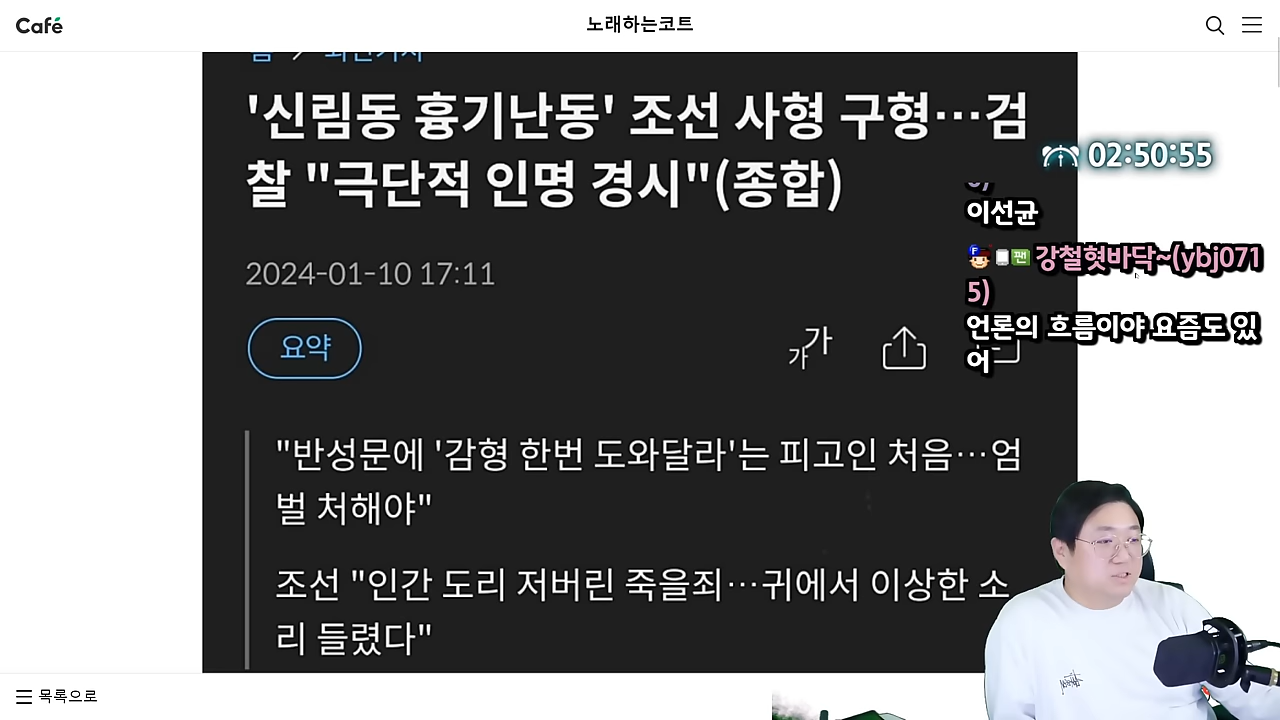 Café
노래하는코트
'신림동 흉기난동' 조선 사형 구형…검
찰 "극단적 인명 경시"(종합)
02:50:55
이선균
강철혓바닥~(ybj071
5)
2024-01-10 17:11
언론의 흐름이야 요즘도 있
어
요약
가가
"반성문에 '감형 한번 도와달라'는 피고인 처음…엄
벌 처해야"
조선 "인간 도리 저버린 죽을죄…귀에서 이상한 소
리 들렸다"
목록으로